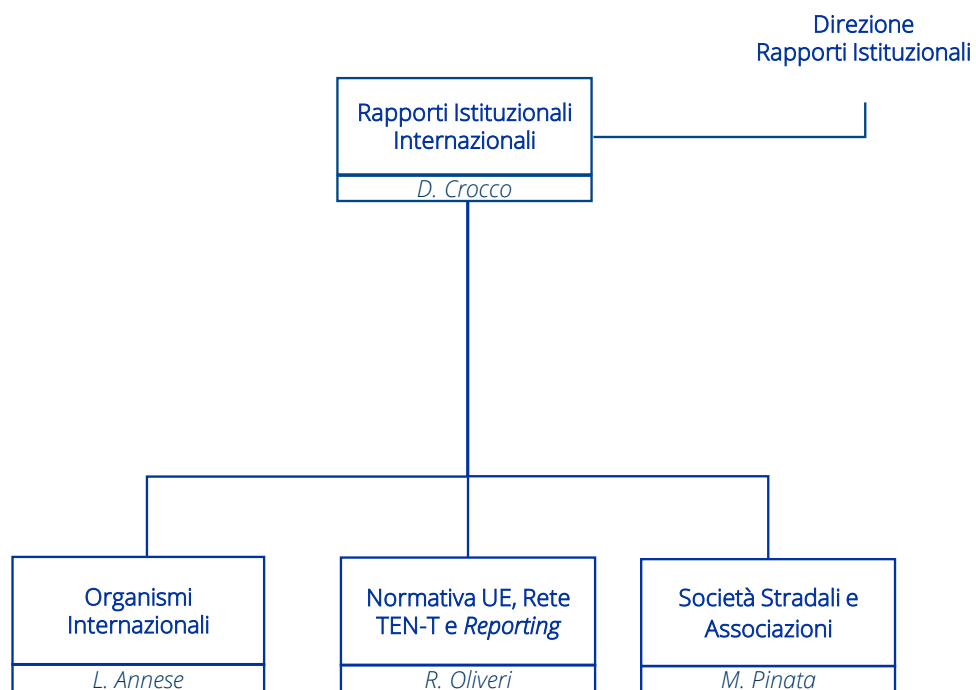 Direzione
Rapporti Istituzionali
Rapporti Istituzionali
Internazionali
D. Crocco
Organismi
Internazionali
L. Annese
Normativa UE, Rete
TEN-T e Reporting
R. Oliveri
Società Stradali e
Associazioni
M. Pinata